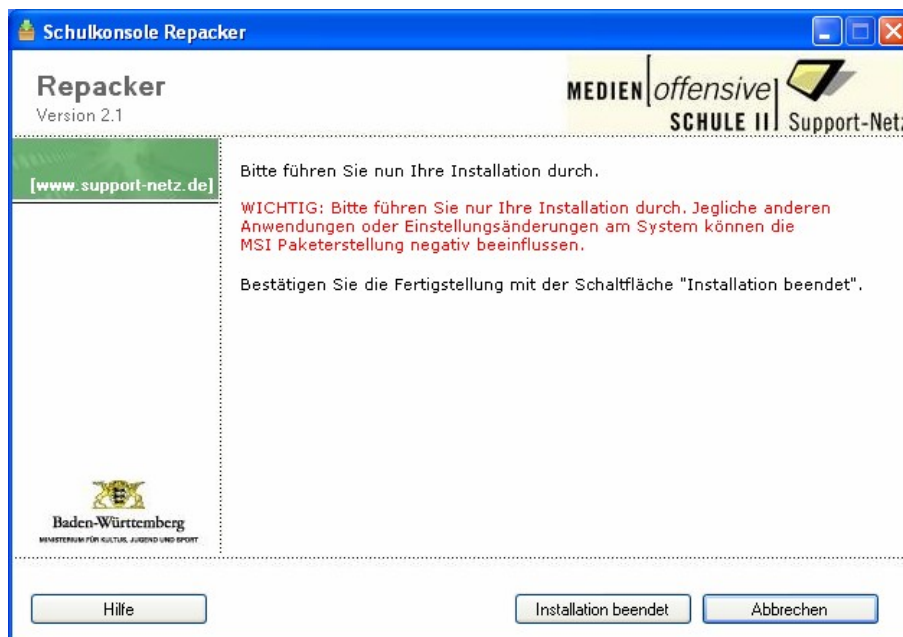 Schulkonsole Repacker
Repacker
Version 2.1
MEDIEN offensive
SCHULE II Support-Netz
[www.support-netz.de]
Bitte führen Sie nun Ihre Installation durch.
WICHTIG: Bitte führen Sie nur Ihre Installation durch. Jegliche anderen
Anwendungen oder Einstellungsänderungen am System können die
MSI Paketerstellung negativ beeinflussen.
Bestätigen Sie die Fertigstellung mit der Schaltfläche "Installation beendet".
Baden-Württemberg
MINISTERIUM FÜR KULTUS, JUGEND UND SPORT
Hilfe
Installation beendet
Abbrechen